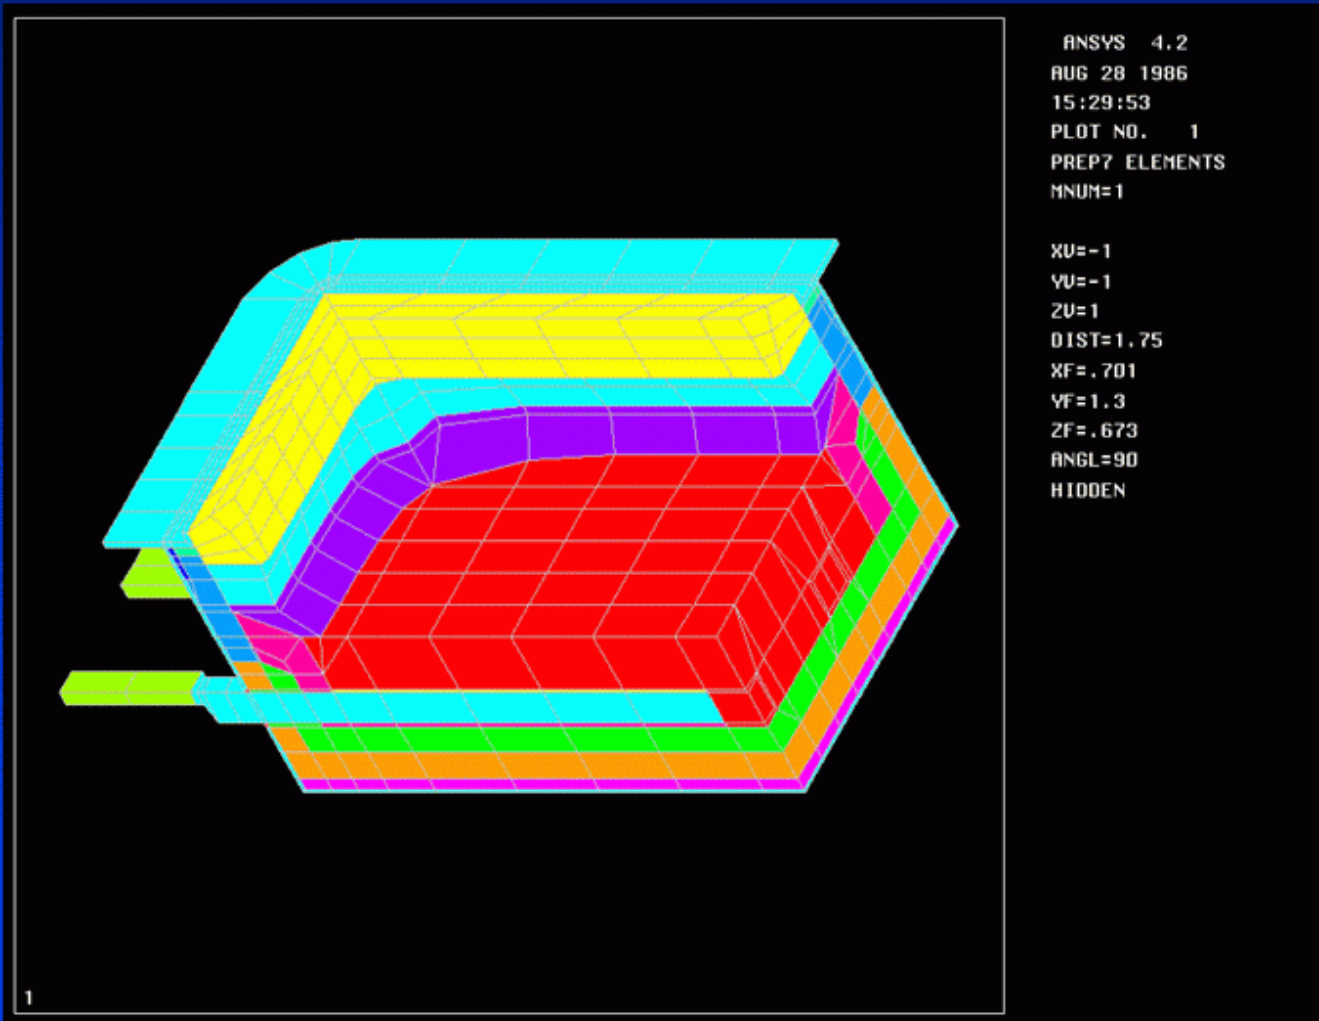 ANSYS 4.2
AUG 28 1986
15:29:53
PLOT NO. 1
PREP7 ELEMENTS
MNUM=1
XV=-1
YV=-1
ZV=1
DIST=1.75
XF=.701
YF=1.3
ZF=.673
ANGL=90
HIDDEN
1